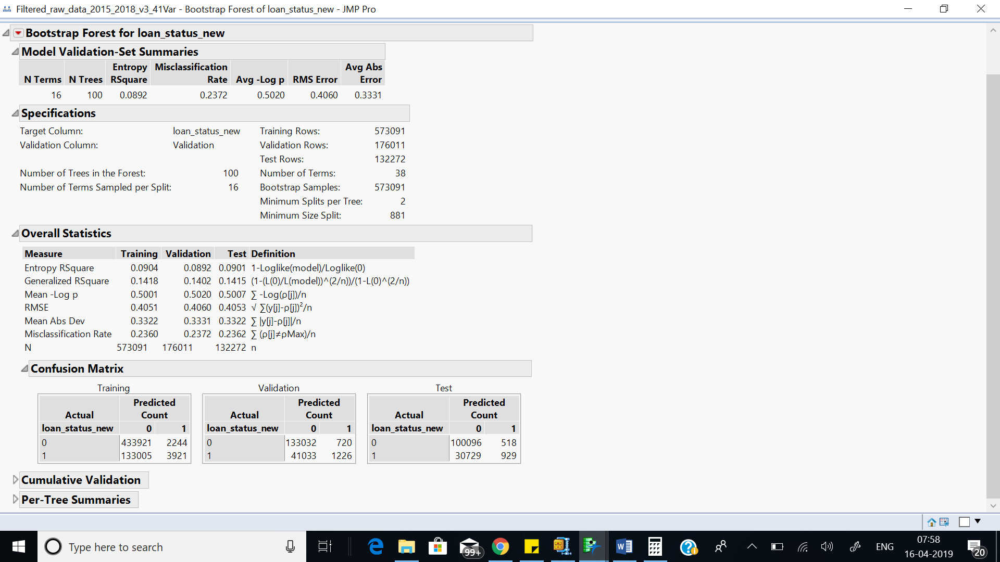 Filtered_raw_data_2015_2018_v3_41Var - Bootstrap Forest of loan_status_new - JMP Pro
Bootstrap Forest for loan_status_new
Model Validation-Set Summaries
N Terms N Trees Entropy RSquare Misclassification Rate Avg -Log p RMS Error Avg Abs Error
16 100 0.0892 0.2372 0.5020 0.4060 0.3331
Specifications
Target Column: loan_status_new Training Rows: 573091
Validation Column: Validation Validation Rows: 176011
Test Rows: 132272
Number of Trees in the Forest: 100 Number of Terms: 38
Number of Terms Sampled per Split: 16 Bootstrap Samples: 573091
Minimum Splits per Tree: 2
Minimum Size Split: 881
Overall Statistics
Measure Training Validation Test Definition
Entropy RSquare 0.0904 0.0892 0.0901 1-Loglike(model)/Loglike(0)
Generalized RSquare 0.1418 0.1402 0.1415 (1-(L(0)/L(model))^(2/n))/(1-L(0)^(2/n))
Mean -Log p 0.5001 0.5020 0.5007 ∑ -Log(ρ[j])/n
RMSE 0.4051 0.4060 0.4053 √ ∑(y[j]-ρ[j])²/n
Mean Abs Dev 0.3322 0.3331 0.3322 ∑ |y[j]-ρ[j]|/n
Misclassification Rate 0.2360 0.2372 0.2362 ∑ (ρ[j]≠ρMax)/n
N 573091 176011 132272 n
Confusion Matrix
Training Validation Test
Predicted Predicted Predicted
Actual Count Actual Count Actual Count
loan_status_new 0 1 loan_status_new 0 1 loan_status_new 0 1
0 433921 2244 0 133032 720 0 100096 518
1 133005 3921 1 41033 1226 1 30729 929
Cumulative Validation
Per-Tree Summaries
Type here to search
99+
ENG
07:58
16-04-2019
20